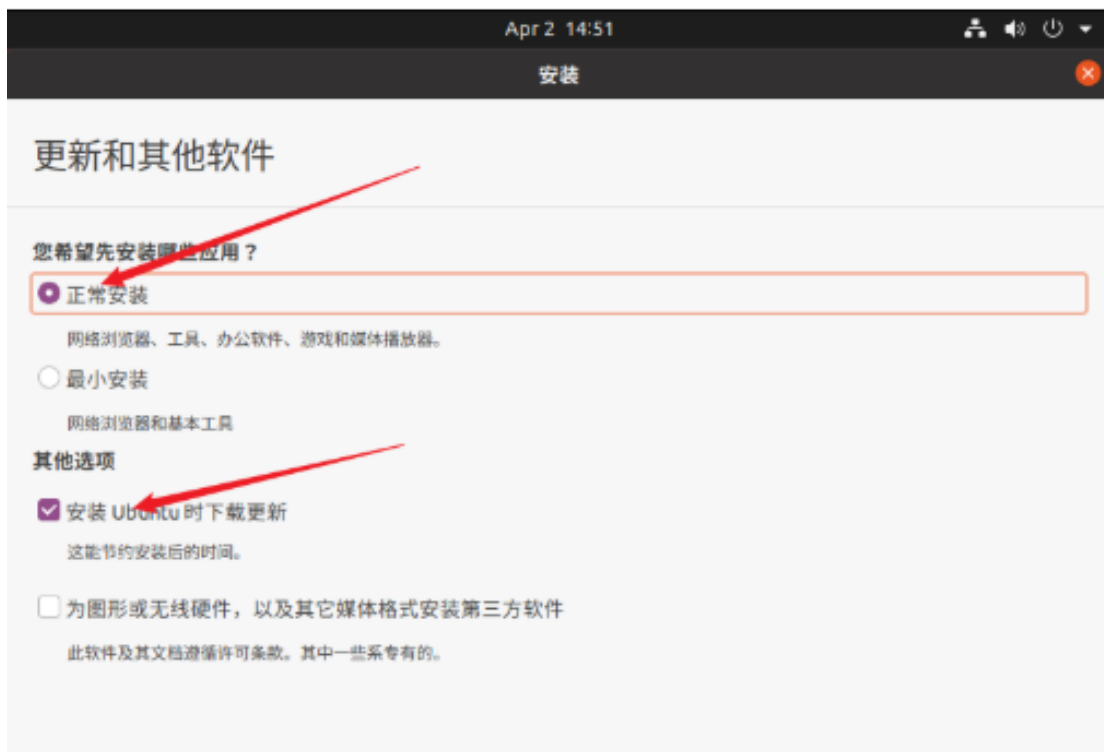 Apr 2 14:51
安装
更新和其他软件
您希望先安装哪些应用？
正常安装
网络浏览器、工具、办公软件、游戏和媒体播放器。
最小安装
网络浏览器和基本工具
其他选项
安装 Ubuntu 时下载更新
这能节约安装后的时间。
为图形或无线硬件，以及其它媒体格式安装第三方软件
此软件及其文档遵循许可条款。其中一些系专有的。